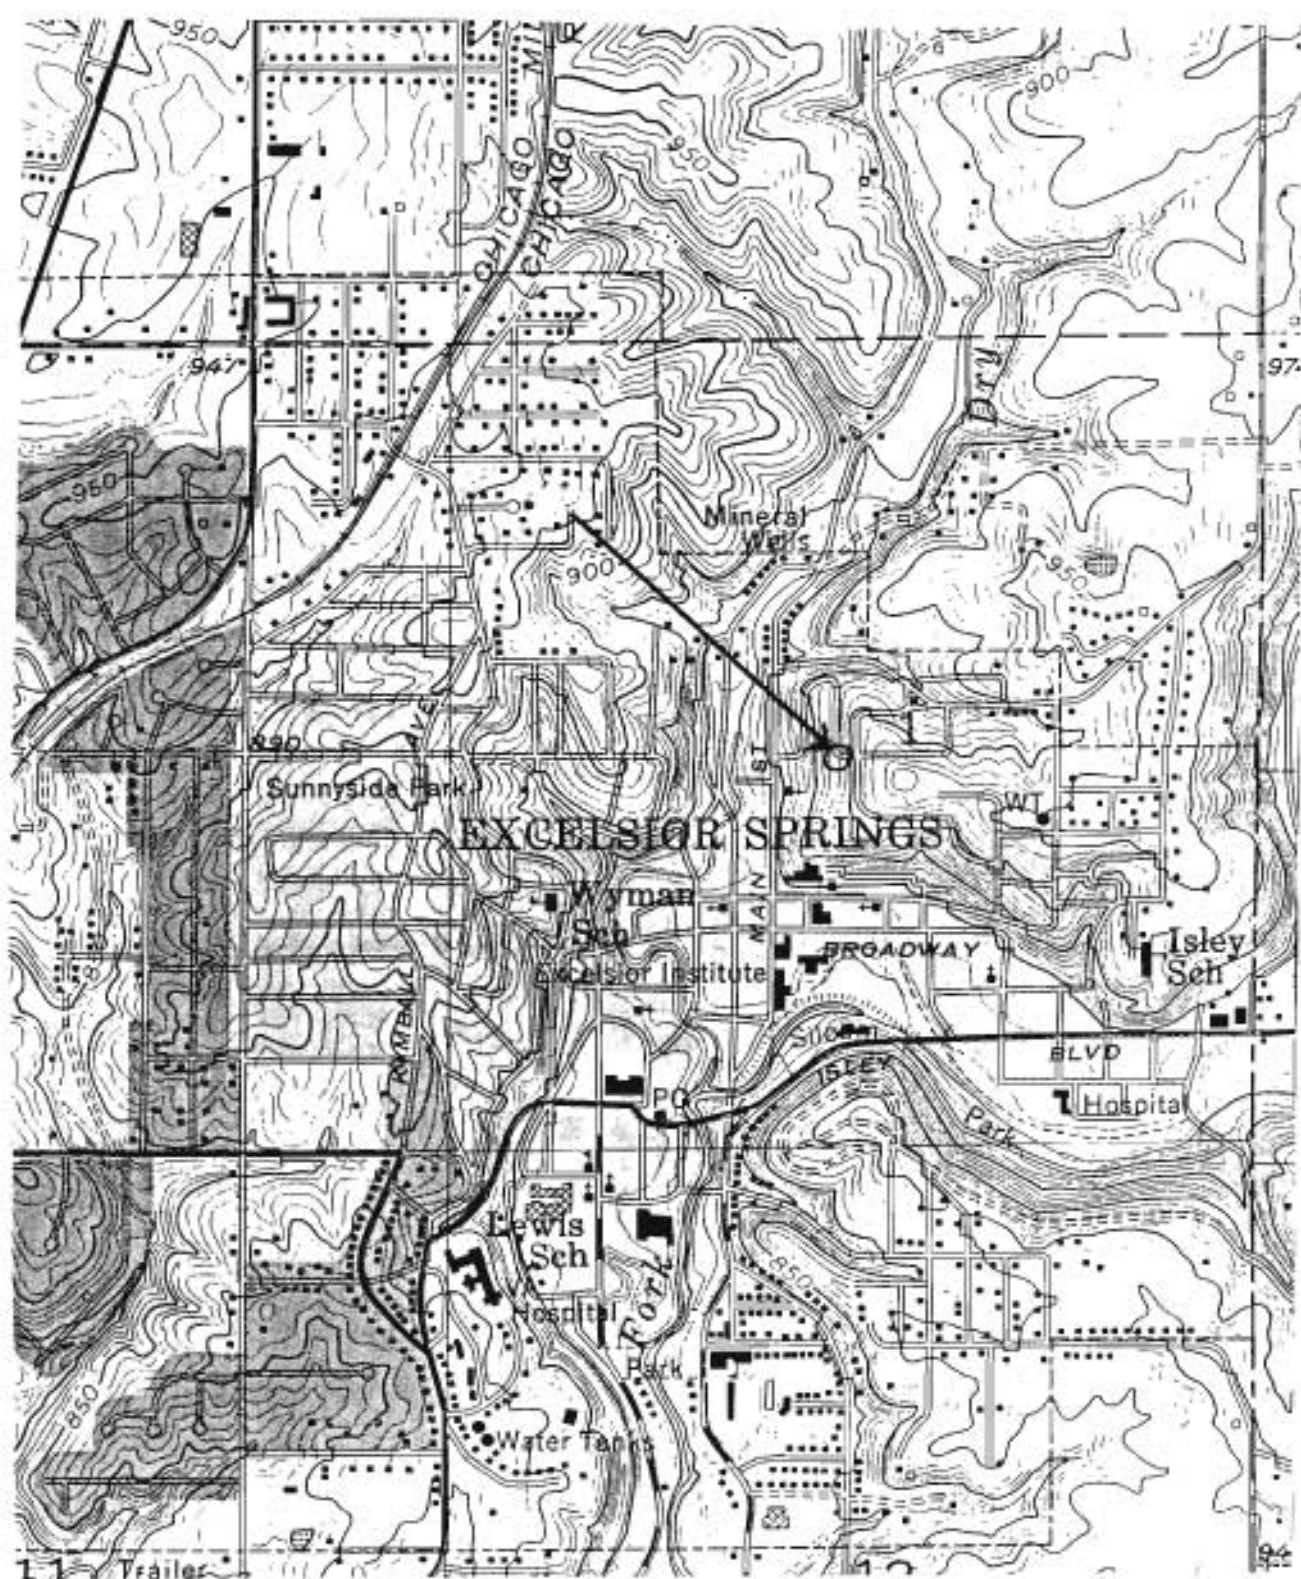 950
CHICAGO
CHICAGO
MIL
950
900
947
974
Dry
950
Mineral
Wells
900
950
AVE
890
ST
Sunnyside Park
WT
EXCELSIOR SPRINGS
Wyman
Sch
MAIN
BROADWAY
Isley
Sch
Excelsior Institute
ISLEY
BLVD
PO
Hospital
Park
Lewis
Sch
850
Hospital
Fork
Park
850
Water Tanks
Trailer